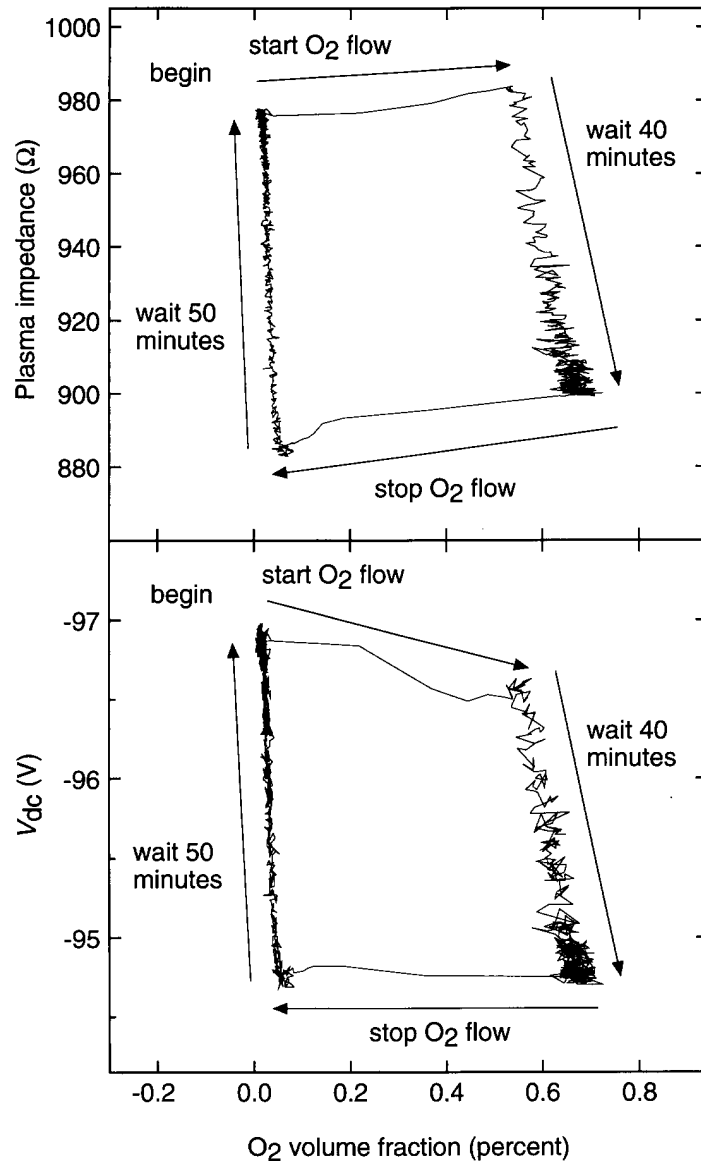 1000
start O2 flow
begin
980
wait 40
minutes
960
Plasma impedance (Ω)
940
wait 50
minutes
920
900
880
stop O2 flow
start O2 flow
begin
-97
wait 40
minutes
-96
Vdc (V)
wait 50
minutes
-95
stop O2 flow
-0.2 0.0 0.2 0.4 0.6 0.8
O2 volume fraction (percent)